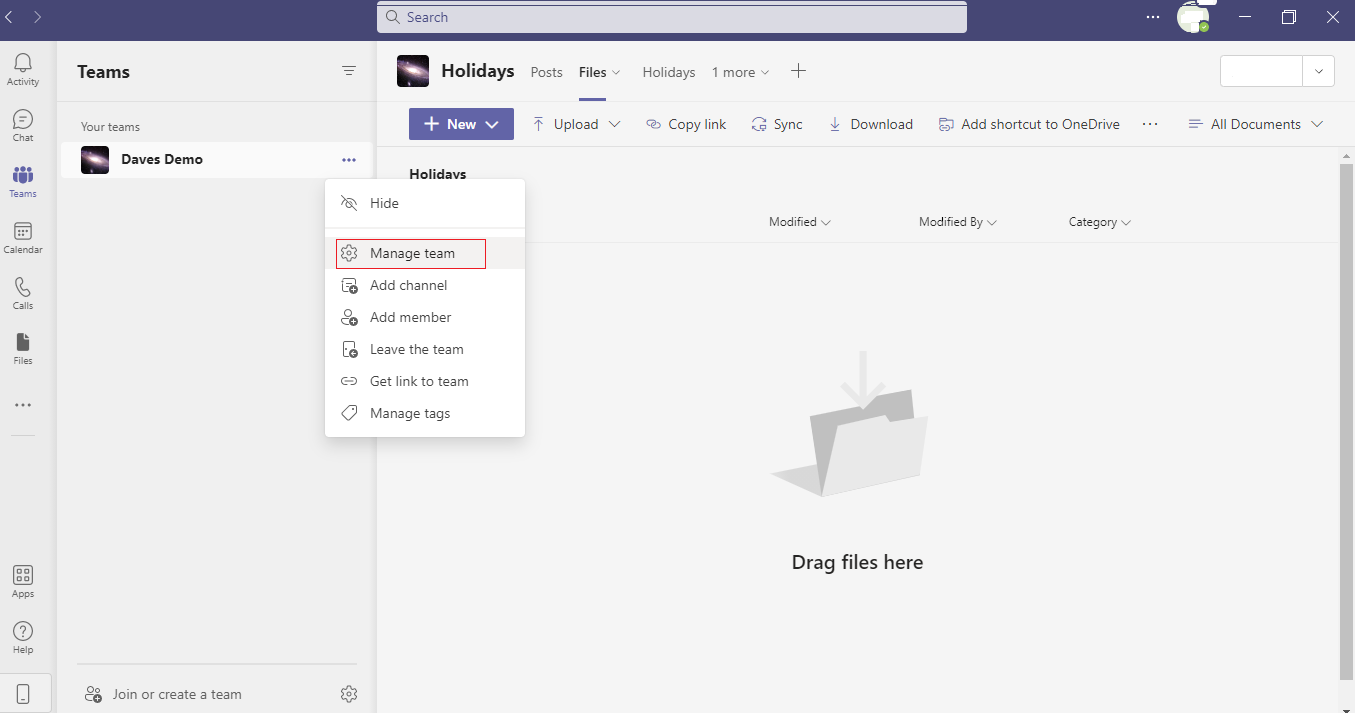 Search
Activity
Chat
Teams
Calendar
Calls
Files
Apps
Help
Teams
Your teams
Daves Demo
Join or create a team
Hide
Manage team
Add channel
Add member
Leave the team
Get link to team
Manage tags
Holidays Posts Files Holidays 1 more
New Upload Copy link Sync Download Add shortcut to OneDrive All Documents
Holidays
Modified Modified By Category
Drag files here